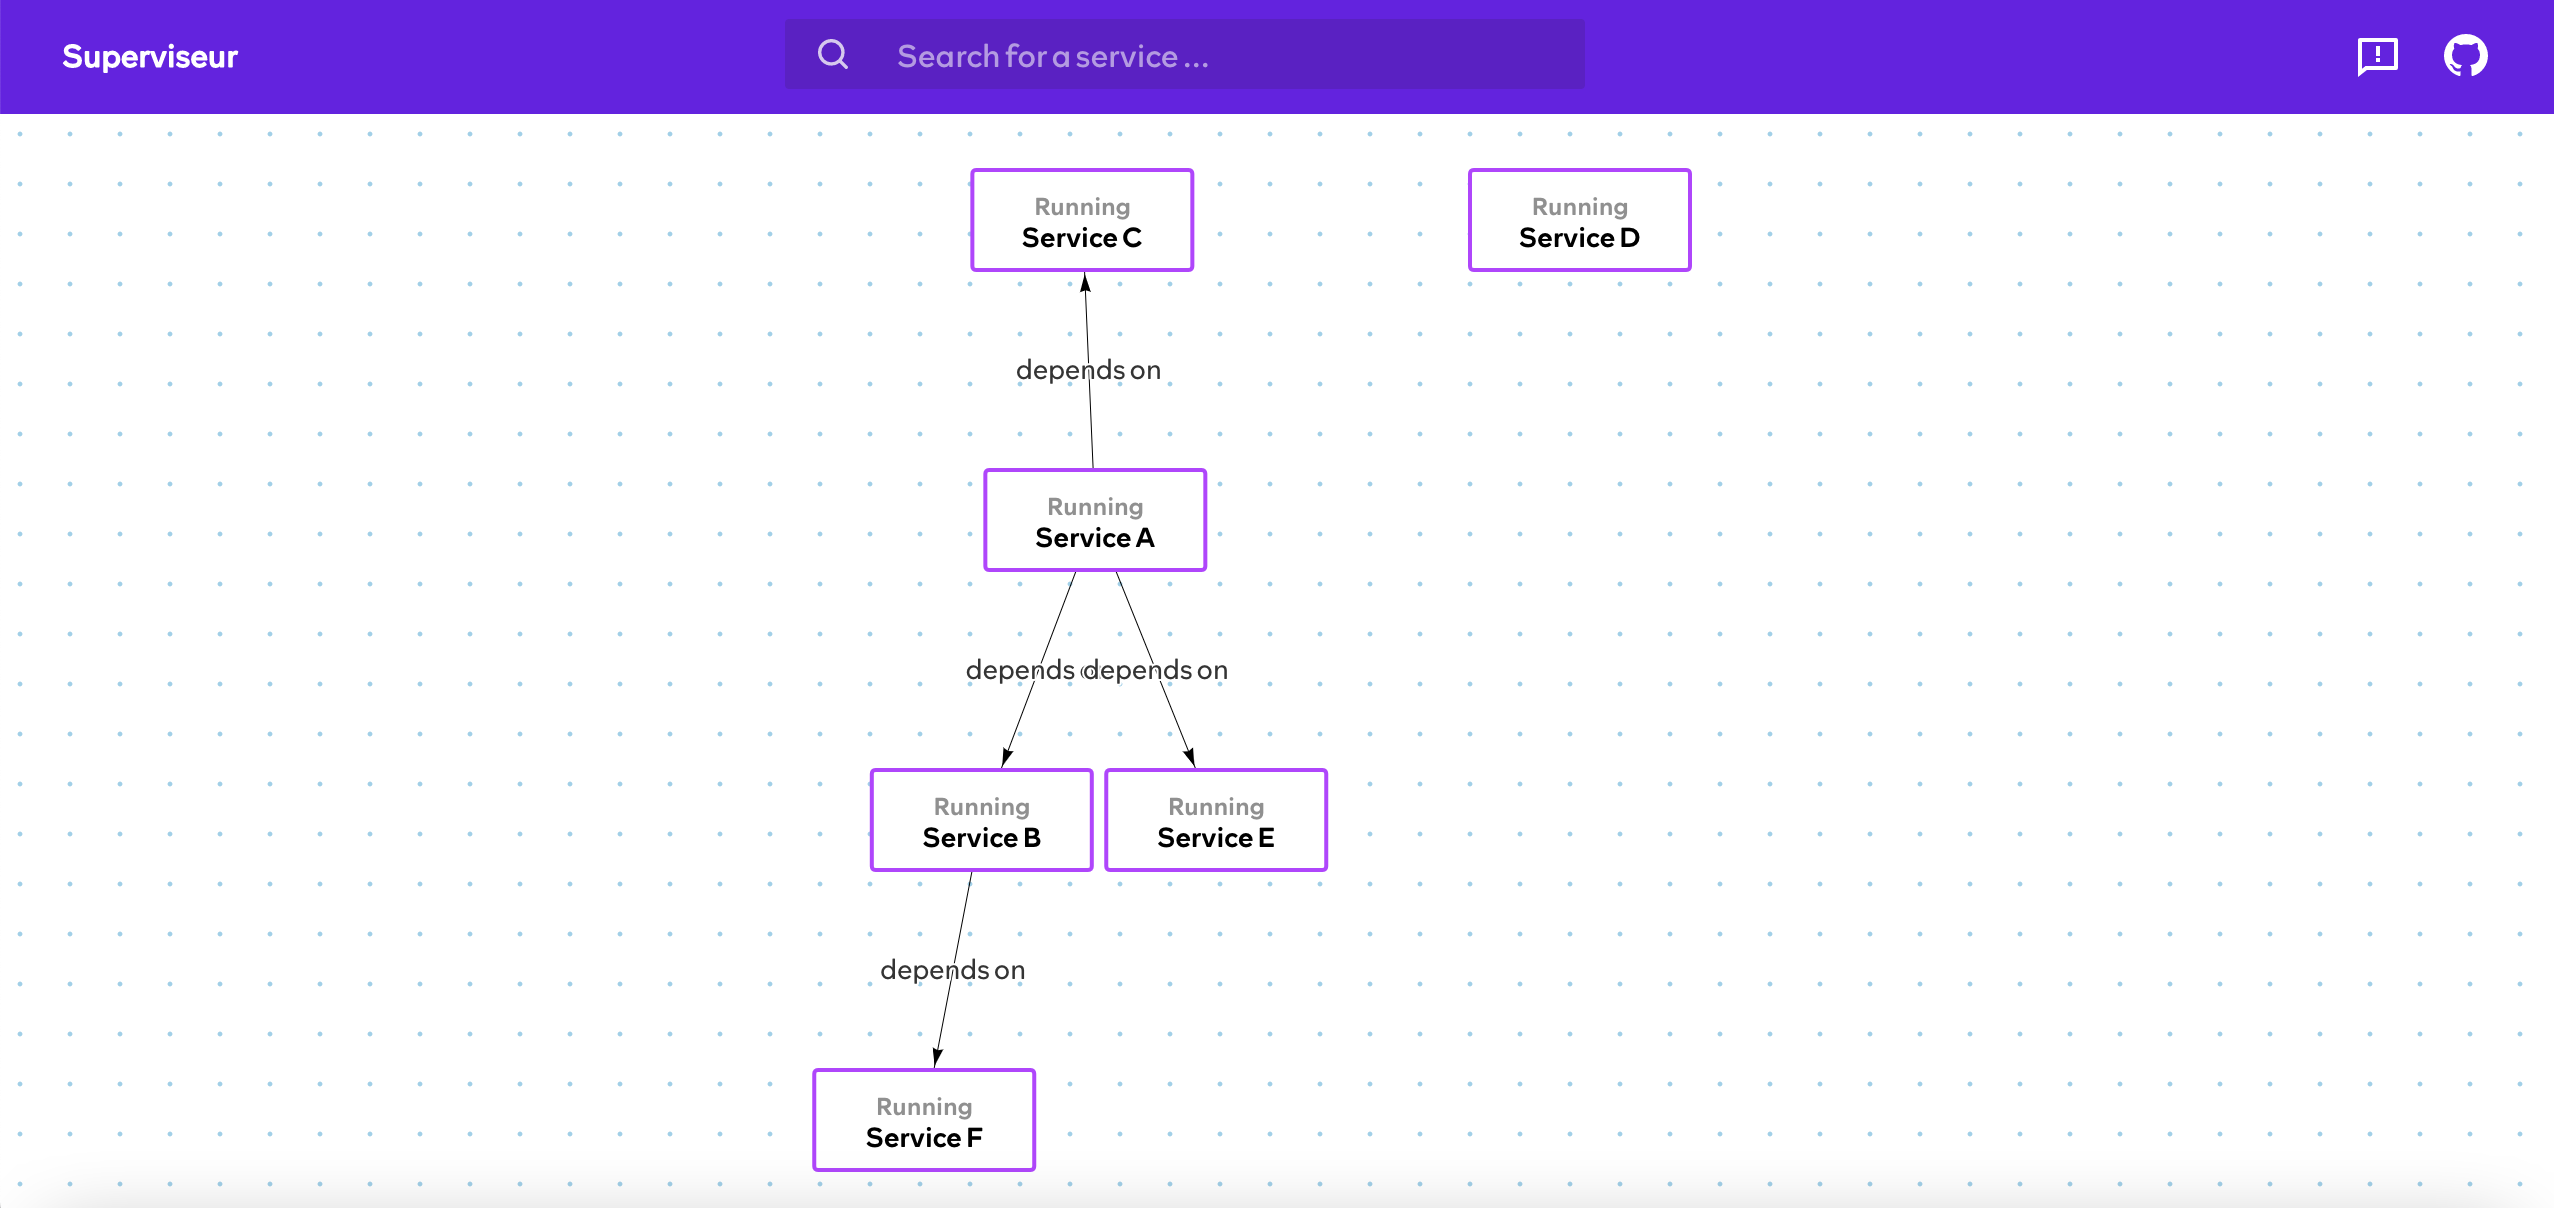 Superviseur
Search for a service ...
Running
Service C
Running
Service D
depends on
Running
Service A
depends
depends on
Running
Service B
Running
Service E
depends on
Running
Service F